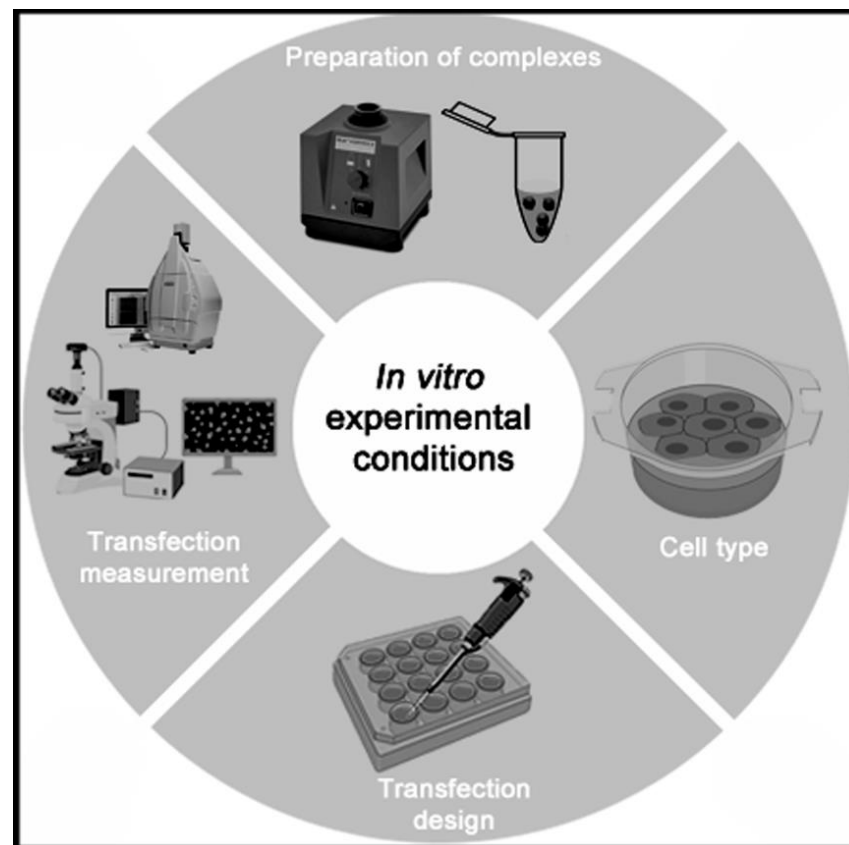 Preparation of complexes
In vitro
experimental
conditions
Transfection
measurement
Cell type
Transfection
design